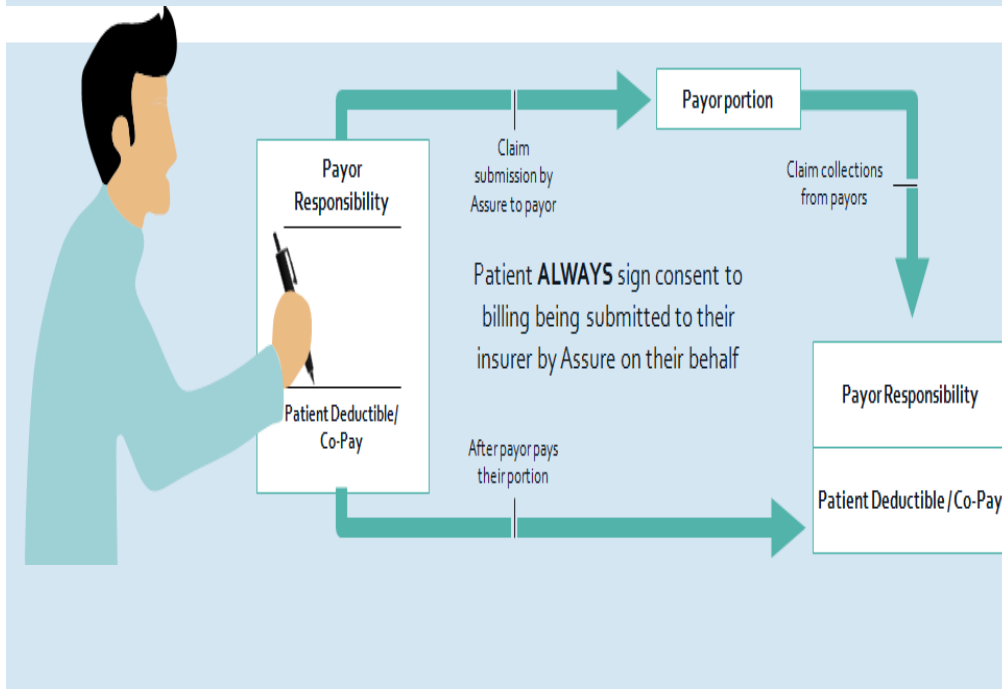 Payor
Responsibility
Patient Deductible/
Co-Pay
Claim
submission by
Assure to payor
Payor portion
Claim collections
from payors
Patient ALWAYS sign consent to
billing being submitted to their
insurer by Assure on their behalf
After payor pays
their portion
Payor Responsibility
Patient Deductible / Co-Pay